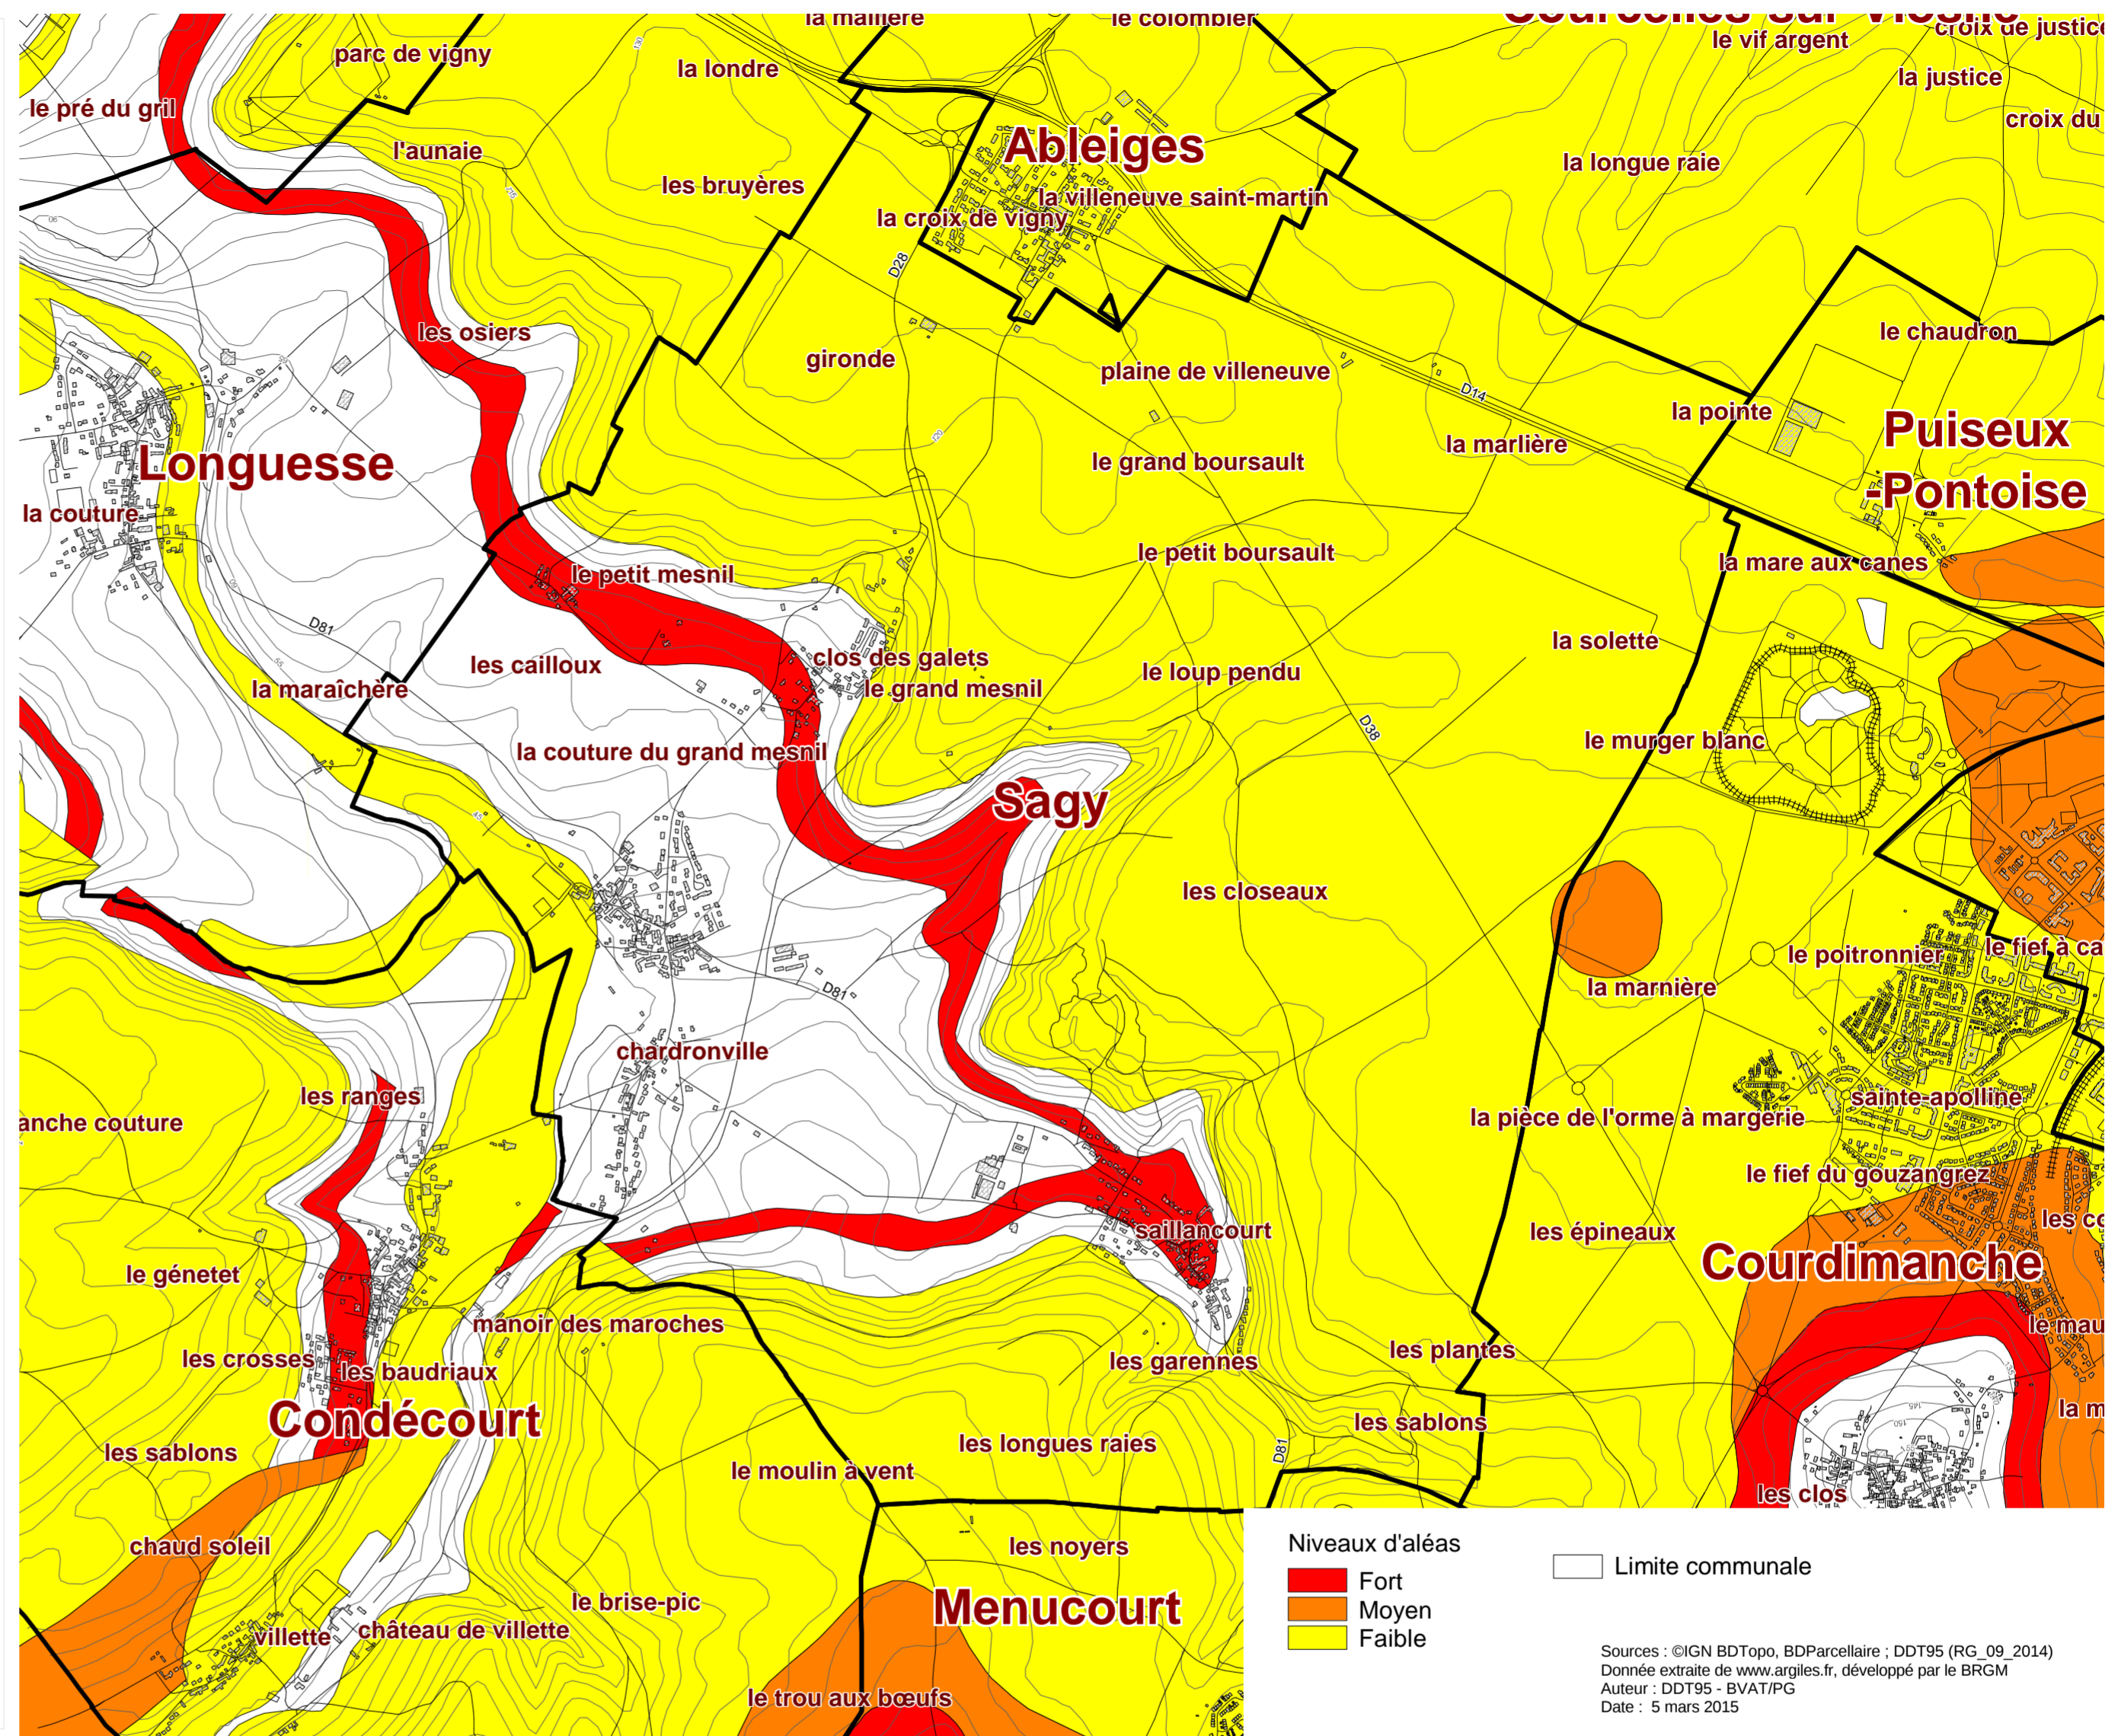 la mallière
le colombier
Courcelles-sur-Viosne
croix de justice
parc de vigny
la londre
le vif argent
la justice
le pré du gril
croix du
l'aunaie
Ableiges
la longue raie
les bruyères
la villeneuve saint-martin
la croix de vigny
D28
les osiers
gironde
plaine de villeneuve
le chaudron
D14
la pointe
Puiseux
-Pontoise
Longuesse
le grand boursault
la marlière
la couture
le petit boursault
la mare aux canes
le petit mesnil
D81
la solette
les cailloux
clos des galets
le grand mesnil
le loup pendu
la maraîchère
D38
le murger blanc
la couture du grand mesnil
Sagy
les closeaux
le poitronnier
le fief à ca
la marnière
D81
chardronville
les ranges
anche couture
sainte-apolline
la pièce de l'orme à margerie
le fief du gouzangrez
saillancourt
les épineaux
Courdimanche
le génetet
manoir des maroches
le mau
les crosses
les baudriaux
les garennes
les plantes
Condécourt
les sablons
la m
les sablons
les longues raies
D81
le moulin à vent
les clos
chaud soleil
les noyers
le brise-pic
Menucourt
villette
château de villette
le trou aux bœufs
130
120
45
135
145
150
Niveaux d'aléas
Fort
Moyen
Faible
Limite communale
Sources : ©IGN BDTopo, BDParcellaire ; DDT95 (RG_09_2014)
Donnée extraite de www.argiles.fr, développé par le BRGM
Auteur : DDT95 - BVAT/PG
Date : 5 mars 2015